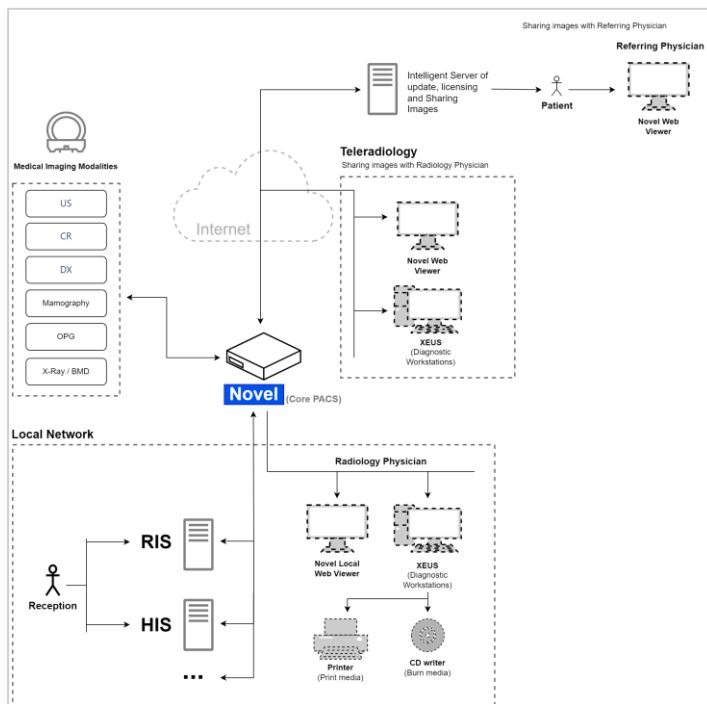 Sharing images with Referring Physician
Referring Physician
Intelligent Server of
update, licensing
and Sharing
Images
Patient
Novel Web
Viewer
Medical Imaging Modalities
US
CR
DX
Mamography
OPG
X-Ray / BMD
Internet
Teleradiology
Sharing images with Radiology Physician
Novel Web
Viewer
XEUS
(Diagnostic
Workstations)
Novel (Core PACS)
Local Network
Radiology Physician
Reception
RIS
HIS
...
Novel Local
Web Viewer
XEUS
(Diagnostic
Workstations)
Printer
(Print media)
CD writer
(Burn media)